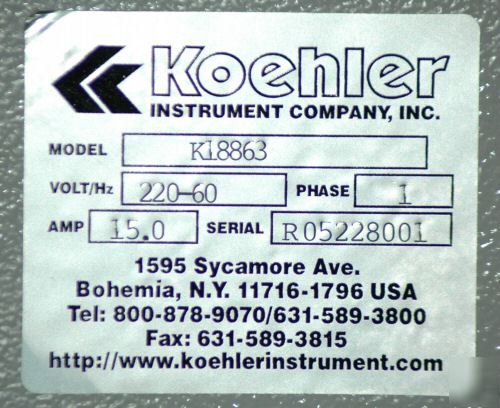 Koehler
INSTRUMENT COMPANY, INC.
MODEL K18863
VOLT/Hz 220-60 PHASE 1
AMP 15.0 SERIAL R05228001
1595 Sycamore Ave.
Bohemia, N.Y. 11716-1796 USA
Tel: 800-878-9070/631-589-3800
Fax: 631-589-3815
http://www.koehlerinstrument.com